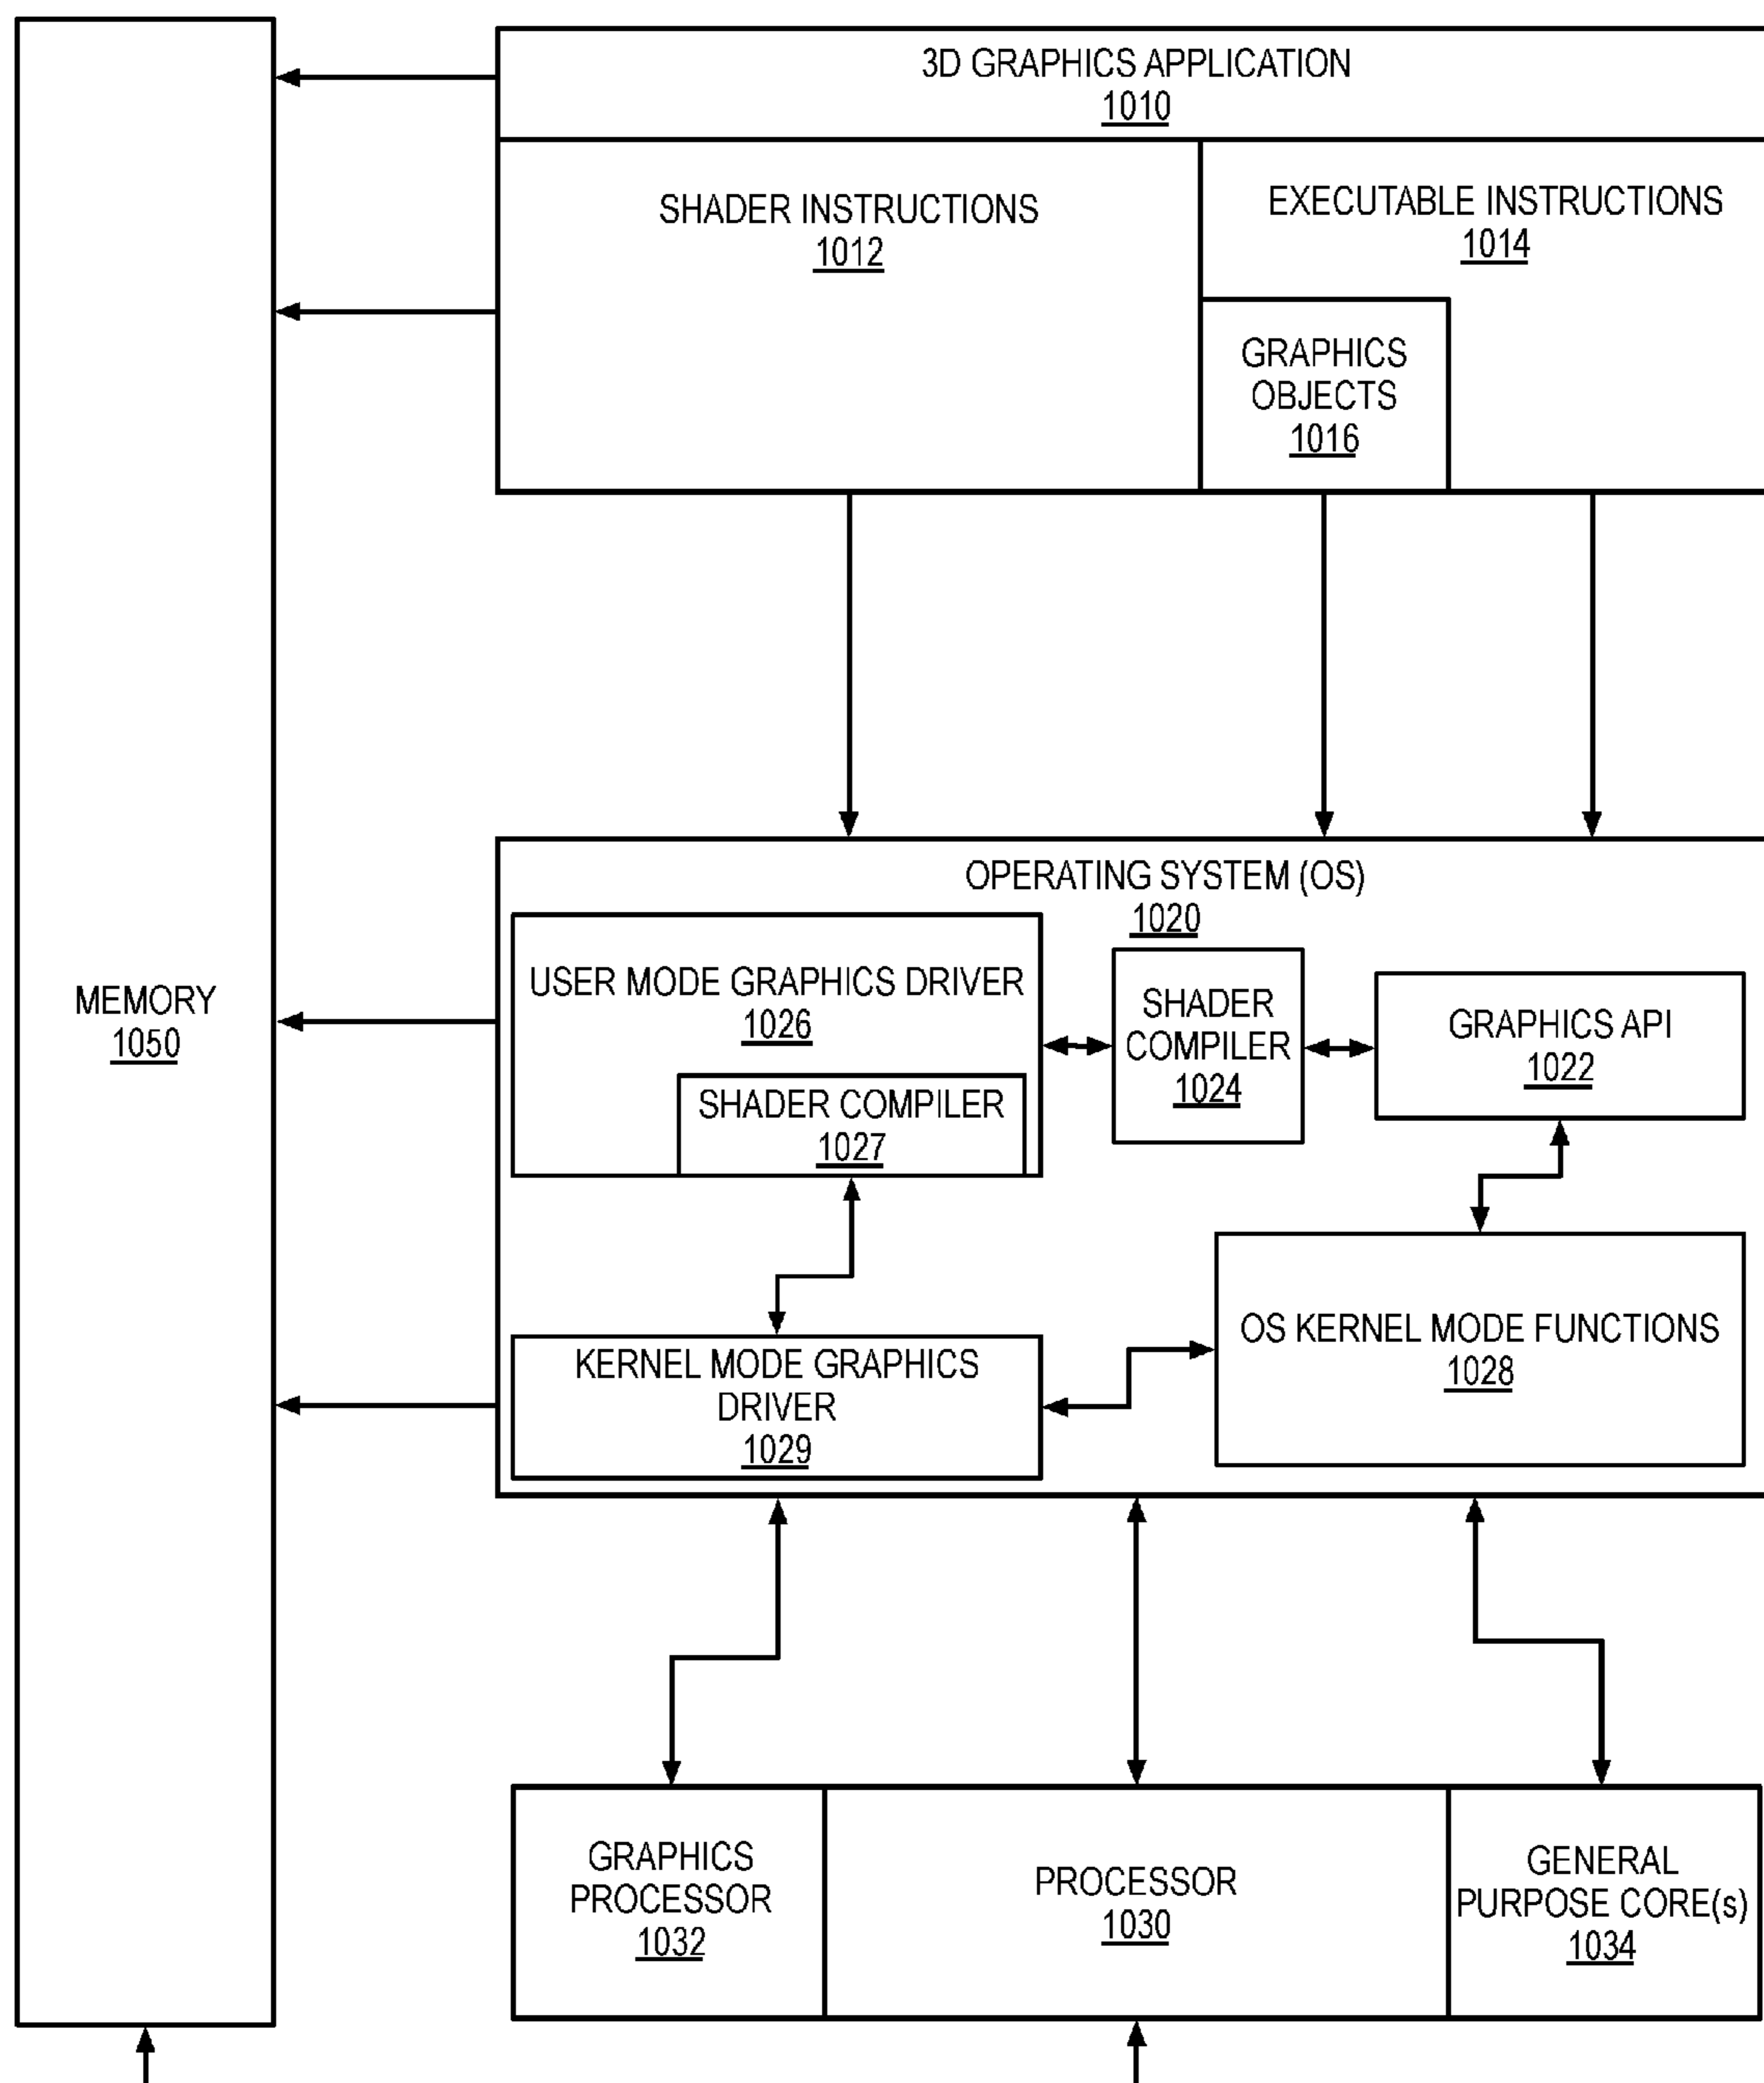 3D GRAPHICS APPLICATION
1010
SHADER INSTRUCTIONS
1012
EXECUTABLE INSTRUCTIONS
1014
GRAPHICS
OBJECTS
1016
MEMORY
1050
OPERATING SYSTEM (OS)
1020
USER MODE GRAPHICS DRIVER
1026
SHADER COMPILER
1027
SHADER
COMPILER
1024
GRAPHICS API
1022
OS KERNEL MODE FUNCTIONS
1028
KERNEL MODE GRAPHICS
DRIVER
1029
GRAPHICS
PROCESSOR
1032
PROCESSOR
1030
GENERAL
PURPOSE CORE(s)
1034